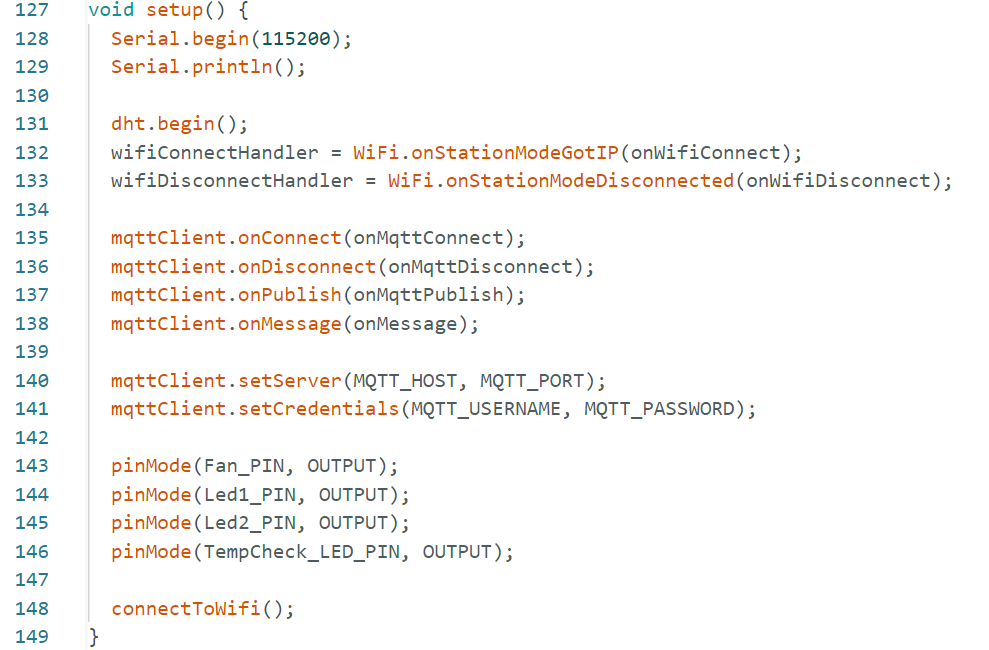 127 void setup() {
128   Serial.begin(115200);
129   Serial.println();
130
131   dht.begin();
132   wifiConnectHandler = WiFi.onStationModeGotIP(onWifiConnect);
133   wifiDisconnectHandler = WiFi.onStationModeDisconnected(onWifiDisconnect);
134
135   mqttClient.onConnect(onMqttConnect);
136   mqttClient.onDisconnect(onMqttDisconnect);
137   mqttClient.onPublish(onMqttPublish);
138   mqttClient.onMessage(onMessage);
139
140   mqttClient.setServer(MQTT_HOST, MQTT_PORT);
141   mqttClient.setCredentials(MQTT_USERNAME, MQTT_PASSWORD);
142
143   pinMode(Fan_PIN, OUTPUT);
144   pinMode(Led1_PIN, OUTPUT);
145   pinMode(Led2_PIN, OUTPUT);
146   pinMode(TempCheck_LED_PIN, OUTPUT);
147
148   connectToWifi();
149 }